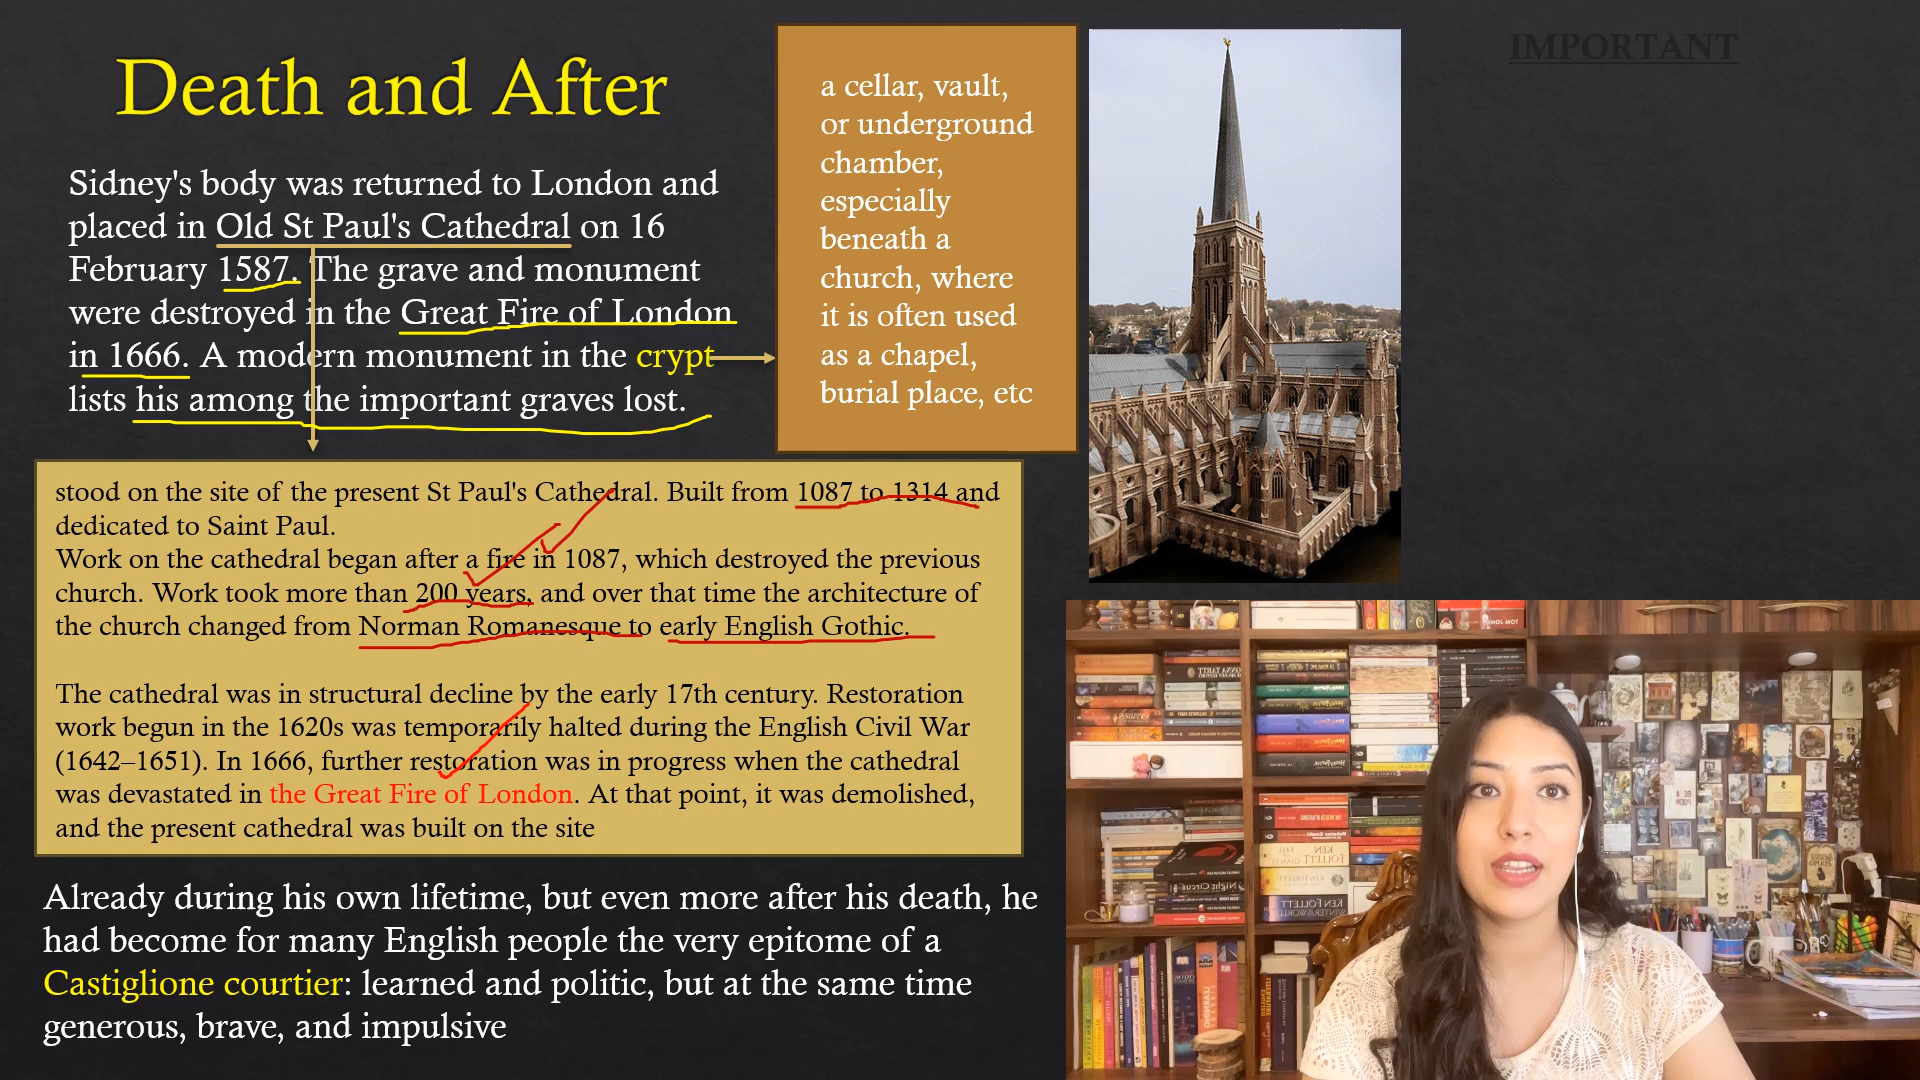 Death and After
IMPORTANT
Sidney's body was returned to London and
placed in Old St Paul's Cathedral on 16
February 1587. The grave and monument
were destroyed in the Great Fire of London
in 1666. A modern monument in the crypt
lists his among the important graves lost.
a cellar, vault,
or underground
chamber,
especially
beneath a
church, where
it is often used
as a chapel,
burial place, etc
stood on the site of the present St Paul's Cathedral. Built from 1087 to 1314 and
dedicated to Saint Paul.
Work on the cathedral began after a fire in 1087, which destroyed the previous
church. Work took more than 200 years, and over that time the architecture of
the church changed from Norman Romanesque to early English Gothic.
The cathedral was in structural decline by the early 17th century. Restoration
work begun in the 1620s was temporarily halted during the English Civil War
(1642–1651). In 1666, further restoration was in progress when the cathedral
was devastated in the Great Fire of London. At that point, it was demolished,
and the present cathedral was built on the site
Already during his own lifetime, but even more after his death, he
had become for many English people the very epitome of a
Castiglione courtier: learned and politic, but at the same time
generous, brave, and impulsive
DONNA TARTT
KEN
FOLLETT
Night Circus
KEN FOLLETT